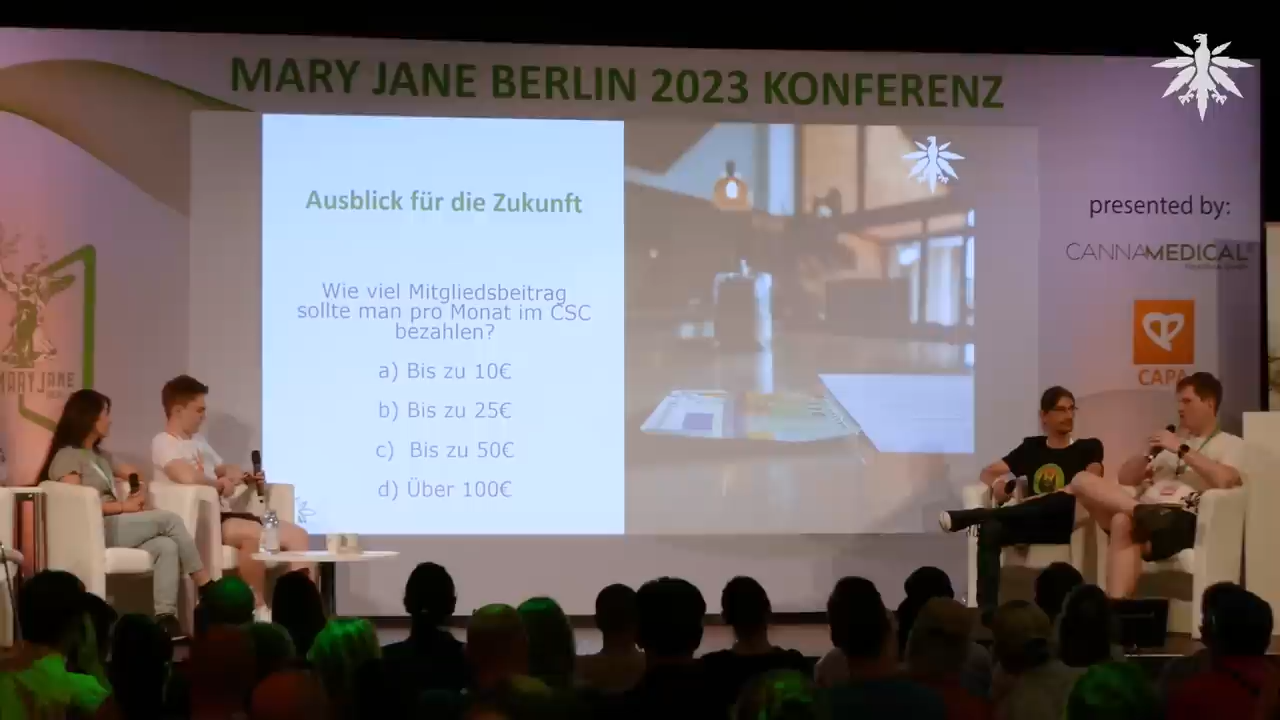 MARY JANE BERLIN 2023 KONFERENZ
Ausblick für die Zukunft
Wie viel Mitgliedsbeitrag
sollte man pro Monat im CSC
bezahlen?
a) Bis zu 10€
b) Bis zu 25€
c) Bis zu 50€
d) Über 100€
presented by:
CANNAMEDICAL®
CAPA
MARY JANE